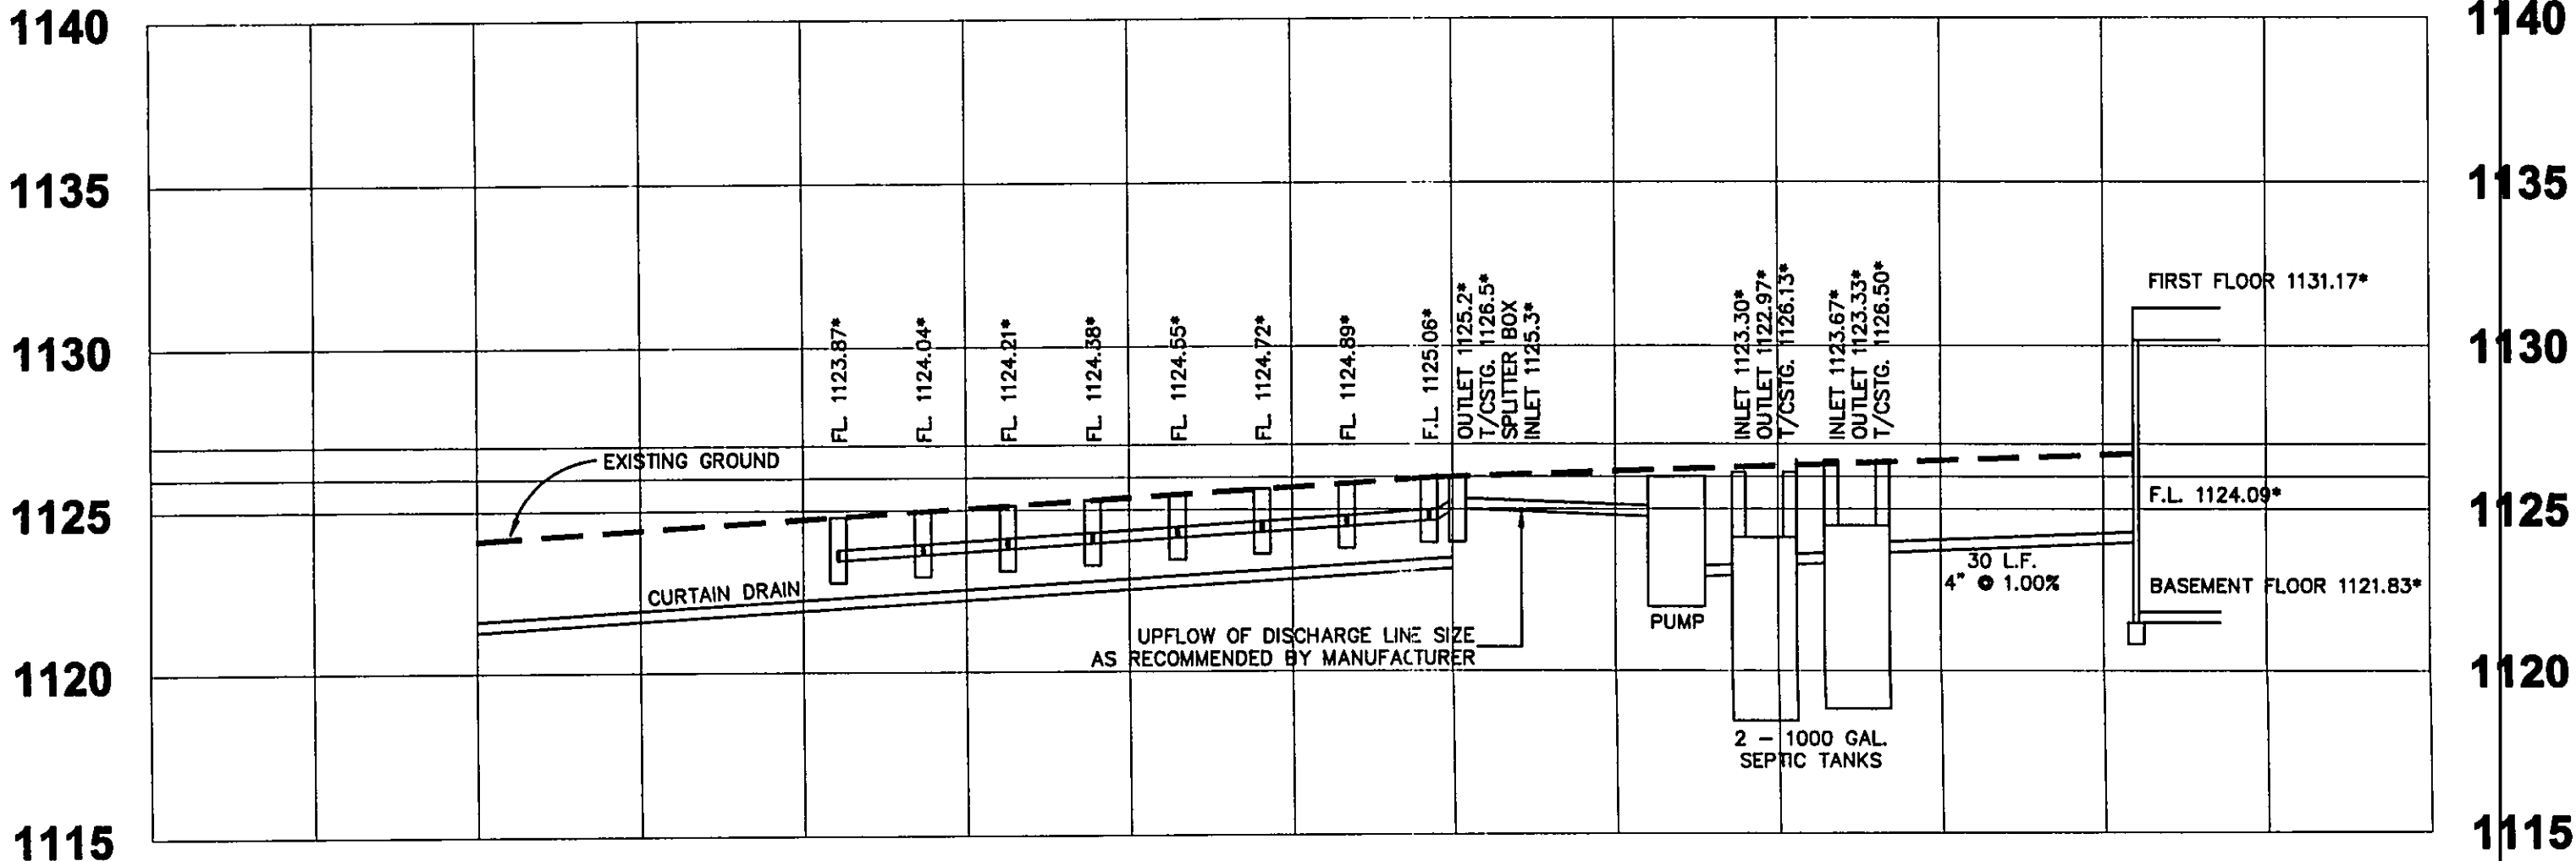 1140
1140
1135
1135
1130
1130
1125
1125
1120
1120
1115
1115
EXISTING GROUND
CURTAIN DRAIN
FL. 1123.87*
FL. 1124.04*
FL. 1124.21*
FL. 1124.38*
FL. 1124.55*
FL. 1124.72*
FL. 1124.89*
F.L. 1125.06*
OUTLET 1125.2*
T/CSTG. 1126.5*
SPLITTER BOX
INLET 1125.3*
INLET 1123.30*
OUTLET 1122.97*
T/CSTG. 1126.13*
INLET 1123.67*
OUTLET 1123.33*
T/CSTG. 1126.50*
FIRST FLOOR 1131.17*
F.L. 1124.09*
30 L.F.
4" @ 1.00%
BASEMENT FLOOR 1121.83*
PUMP
UPFLOW OF DISCHARGE LINE SIZE
AS RECOMMENDED BY MANUFACTURER
2 - 1000 GAL.
SEPTIC TANKS